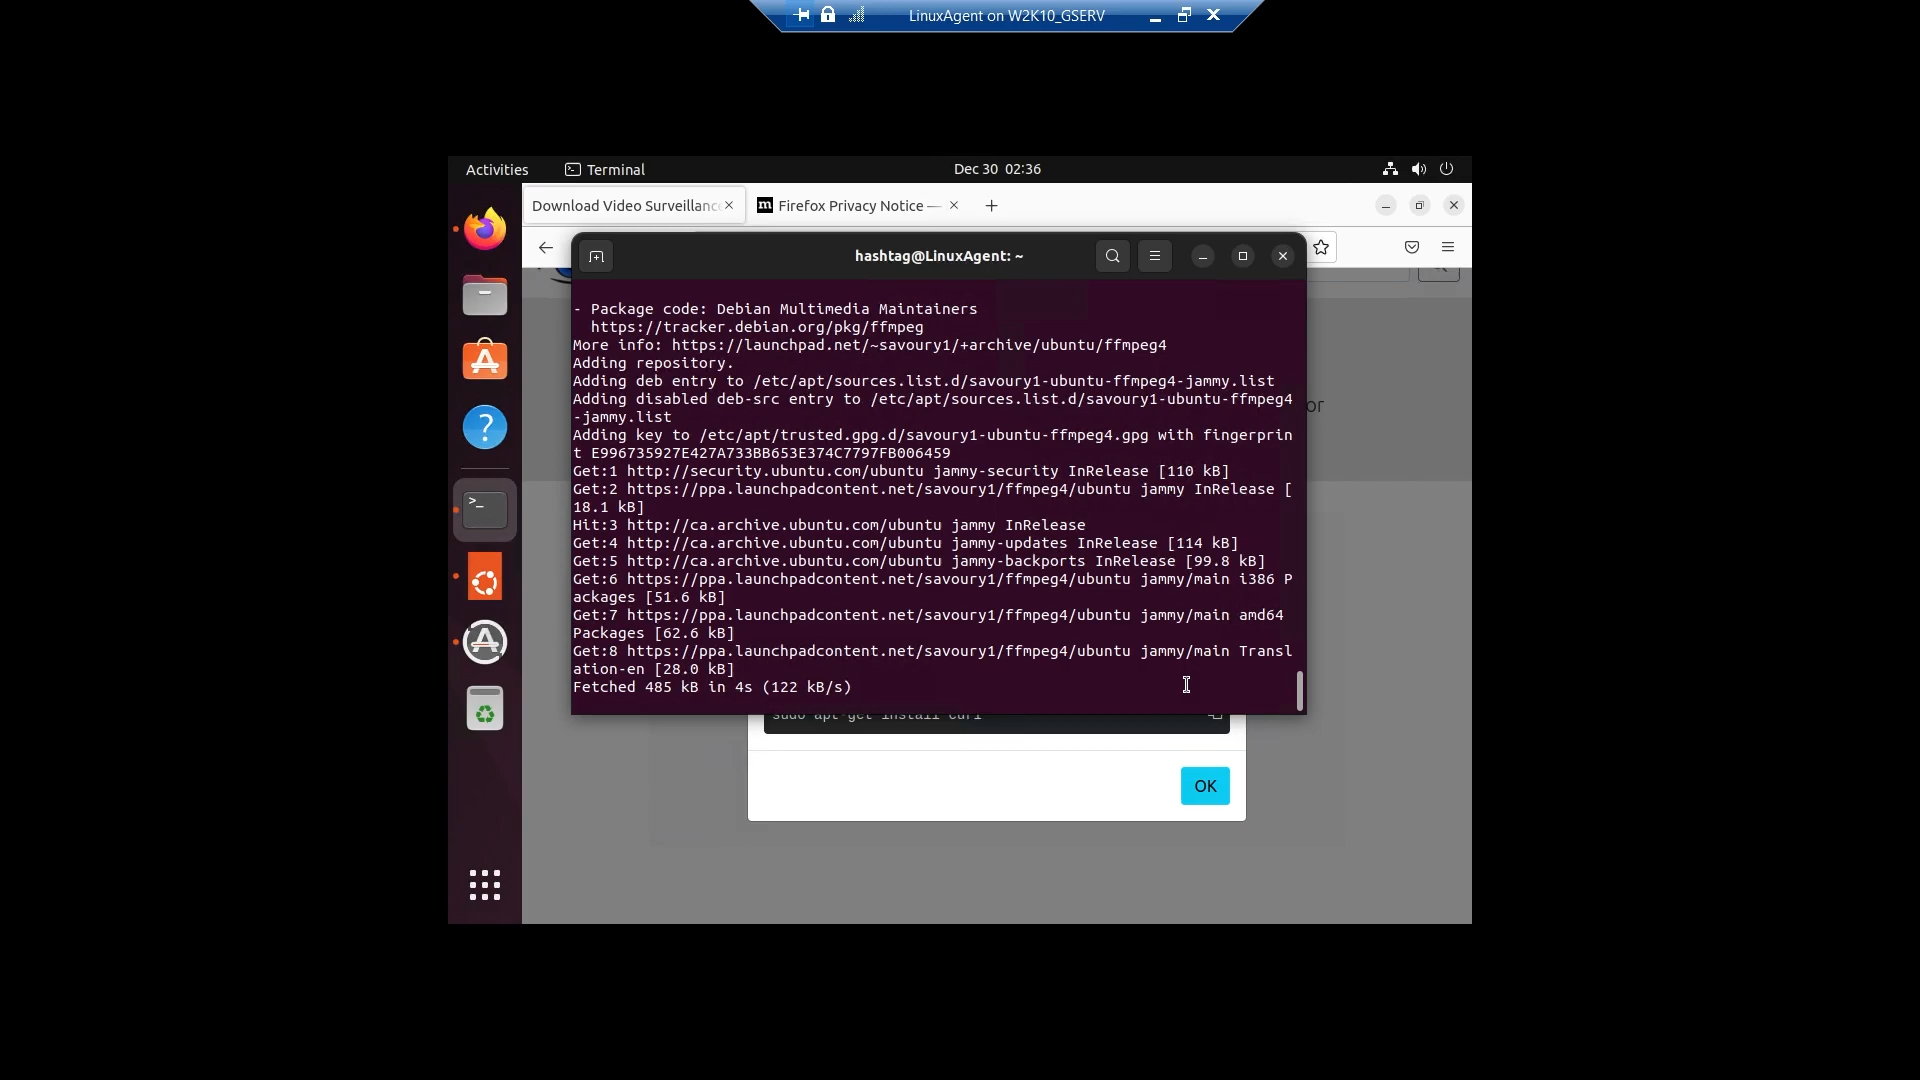 LinuxAgent on W2K10_GSERV
Activities
Terminal
Dec 30 02:36
Download Video Surveillanc
Firefox Privacy Notice —
hashtag@LinuxAgent: ~
- Package code: Debian Multimedia Maintainers
https://tracker.debian.org/pkg/ffmpeg
More info: https://launchpad.net/~savoury1/+archive/ubuntu/ffmpeg4
Adding repository.
Adding deb entry to /etc/apt/sources.list.d/savoury1-ubuntu-ffmpeg4-jammy.list
Adding disabled deb-src entry to /etc/apt/sources.list.d/savoury1-ubuntu-ffmpeg4
-jammy.list
or
Adding key to /etc/apt/trusted.gpg.d/savoury1-ubuntu-ffmpeg4.gpg with fingerprin
t E996735927E427A733BB653E374C7797FB006459
Get:1 http://security.ubuntu.com/ubuntu jammy-security InRelease [110 kB]
Get:2 https://ppa.launchpadcontent.net/savoury1/ffmpeg4/ubuntu jammy InRelease [
18.1 kB]
Hit:3 http://ca.archive.ubuntu.com/ubuntu jammy InRelease
Get:4 http://ca.archive.ubuntu.com/ubuntu jammy-updates InRelease [114 kB]
Get:5 http://ca.archive.ubuntu.com/ubuntu jammy-backports InRelease [99.8 kB]
Get:6 https://ppa.launchpadcontent.net/savoury1/ffmpeg4/ubuntu jammy/main i386 P
ackages [51.6 kB]
Get:7 https://ppa.launchpadcontent.net/savoury1/ffmpeg4/ubuntu jammy/main amd64
Packages [62.6 kB]
Get:8 https://ppa.launchpadcontent.net/savoury1/ffmpeg4/ubuntu jammy/main Transl
ation-en [28.0 kB]
Fetched 485 kB in 4s (122 kB/s)
sudo apt-get install curl
OK